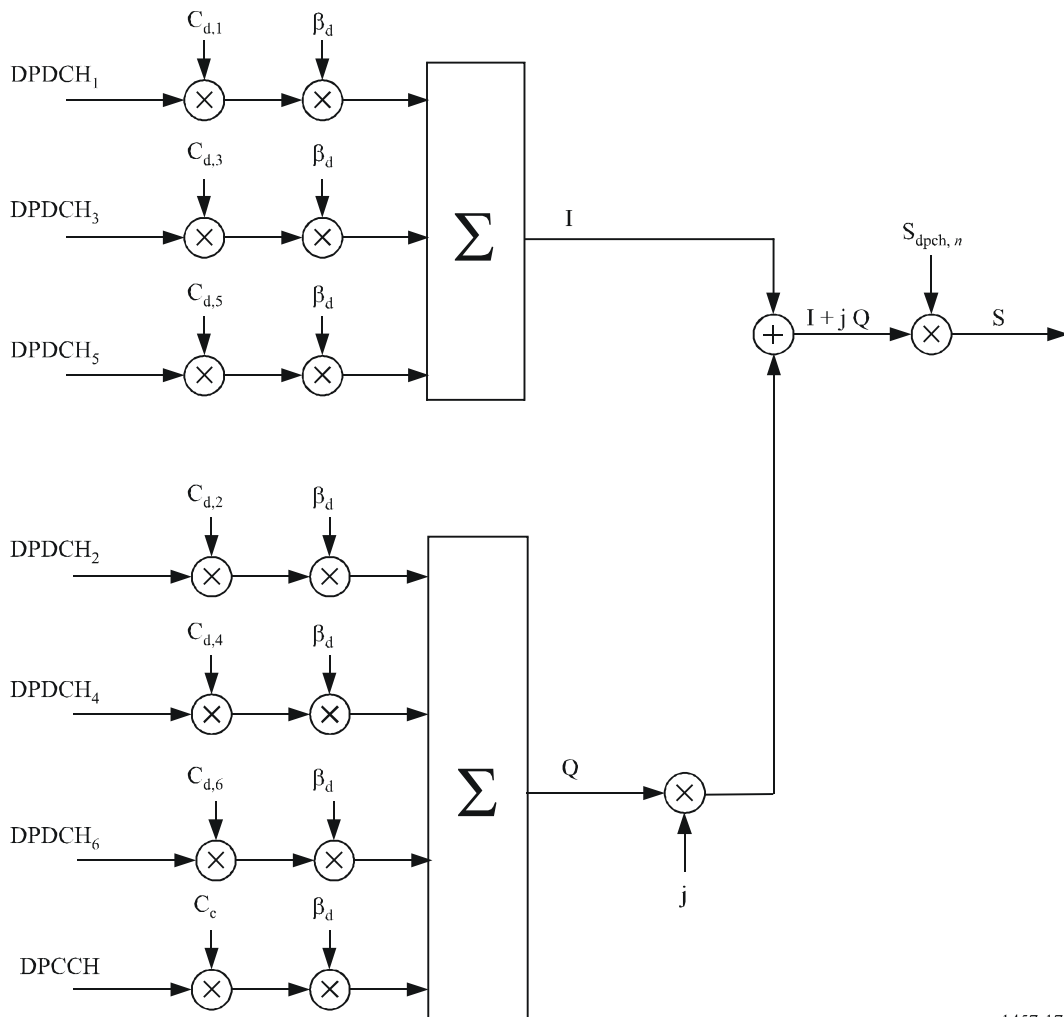 C_d,1 β_d
DPDCH_1
× ×
C_d,3 β_d
DPDCH_3
× ×
Σ
I
C_d,5 β_d
DPDCH_5
× ×
S_dpch, n
+ I + j Q × S
C_d,2 β_d
DPDCH_2
× ×
C_d,4 β_d
DPDCH_4
× ×
C_d,6 β_d
DPDCH_6
× ×
Σ
Q
×
j
C_c β_d
DPCCH
× ×